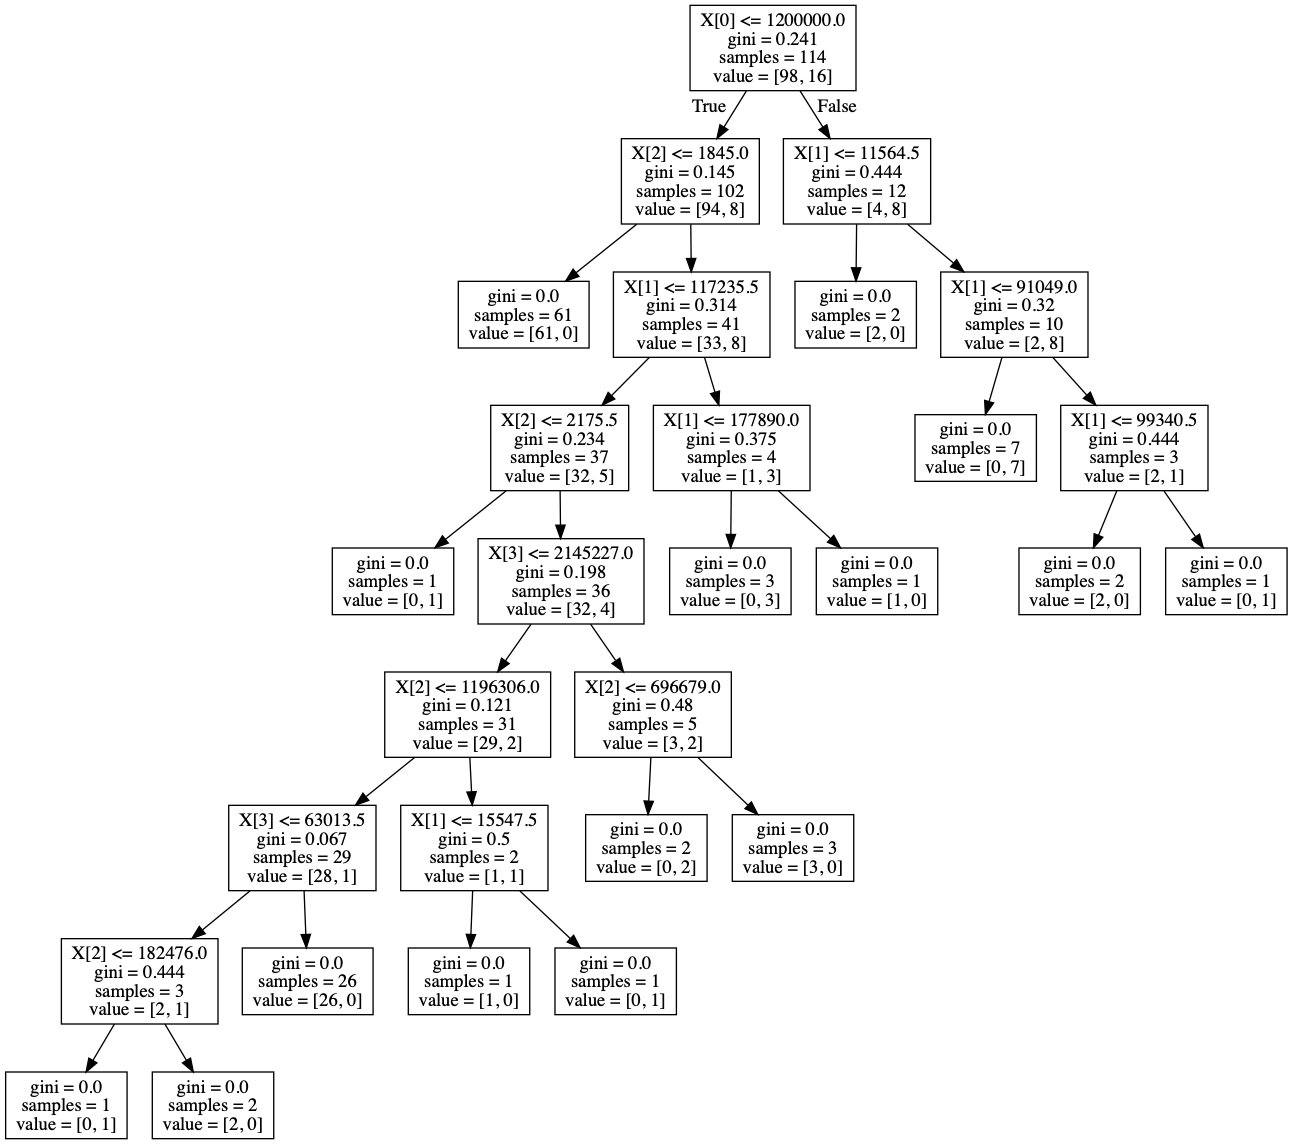 X[0] <= 1200000.0
gini = 0.241
samples = 114
value = [98, 16]
True
False
X[2] <= 1845.0
gini = 0.145
samples = 102
value = [94, 8]
X[1] <= 11564.5
gini = 0.444
samples = 12
value = [4, 8]
gini = 0.0
samples = 61
value = [61, 0]
X[1] <= 117235.5
gini = 0.314
samples = 41
value = [33, 8]
gini = 0.0
samples = 2
value = [2, 0]
X[1] <= 91049.0
gini = 0.32
samples = 10
value = [2, 8]
X[2] <= 2175.5
gini = 0.234
samples = 37
value = [32, 5]
X[1] <= 177890.0
gini = 0.375
samples = 4
value = [1, 3]
gini = 0.0
samples = 7
value = [0, 7]
X[1] <= 99340.5
gini = 0.444
samples = 3
value = [2, 1]
gini = 0.0
samples = 1
value = [0, 1]
X[3] <= 2145227.0
gini = 0.198
samples = 36
value = [32, 4]
gini = 0.0
samples = 3
value = [0, 3]
gini = 0.0
samples = 1
value = [1, 0]
gini = 0.0
samples = 2
value = [2, 0]
gini = 0.0
samples = 1
value = [0, 1]
X[2] <= 1196306.0
gini = 0.121
samples = 31
value = [29, 2]
X[2] <= 696679.0
gini = 0.48
samples = 5
value = [3, 2]
X[3] <= 63013.5
gini = 0.067
samples = 29
value = [28, 1]
X[1] <= 15547.5
gini = 0.5
samples = 2
value = [1, 1]
gini = 0.0
samples = 2
value = [0, 2]
gini = 0.0
samples = 3
value = [3, 0]
X[2] <= 182476.0
gini = 0.444
samples = 3
value = [2, 1]
gini = 0.0
samples = 26
value = [26, 0]
gini = 0.0
samples = 1
value = [1, 0]
gini = 0.0
samples = 1
value = [0, 1]
gini = 0.0
samples = 1
value = [0, 1]
gini = 0.0
samples = 2
value = [2, 0]